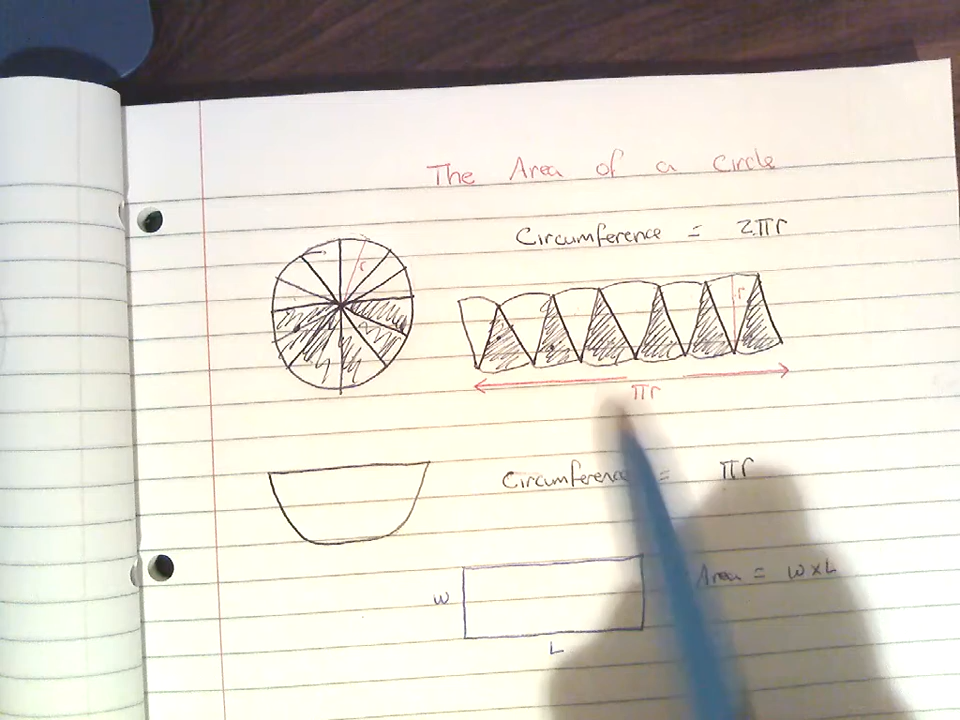 The Area of a Circle
Circumference = 2πr
r
r
πr
Circumference = πr
Area = w×L
w
L